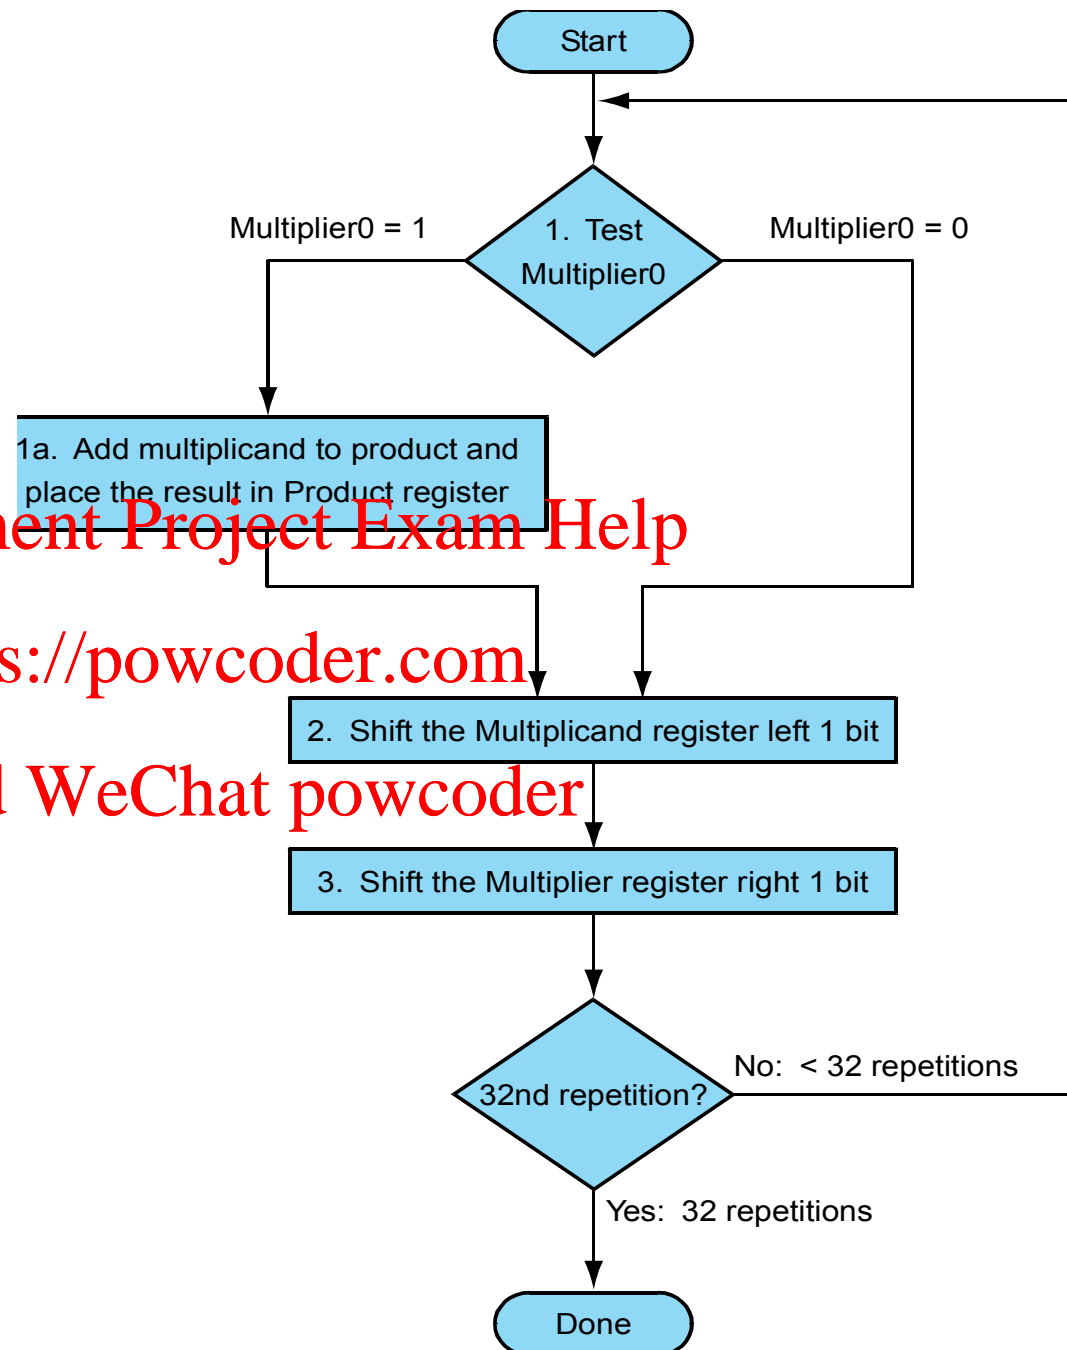 Start
Multiplier0 = 1
1. Test
Multiplier0
Multiplier0 = 0
1a. Add multiplicand to product and
place the result in Product register
Project Exam Help
s://powcoder.com
WeChat powcoder
2. Shift the Multiplicand register left 1 bit
3. Shift the Multiplier register right 1 bit
32nd repetition?
No: < 32 repetitions
Yes: 32 repetitions
Done